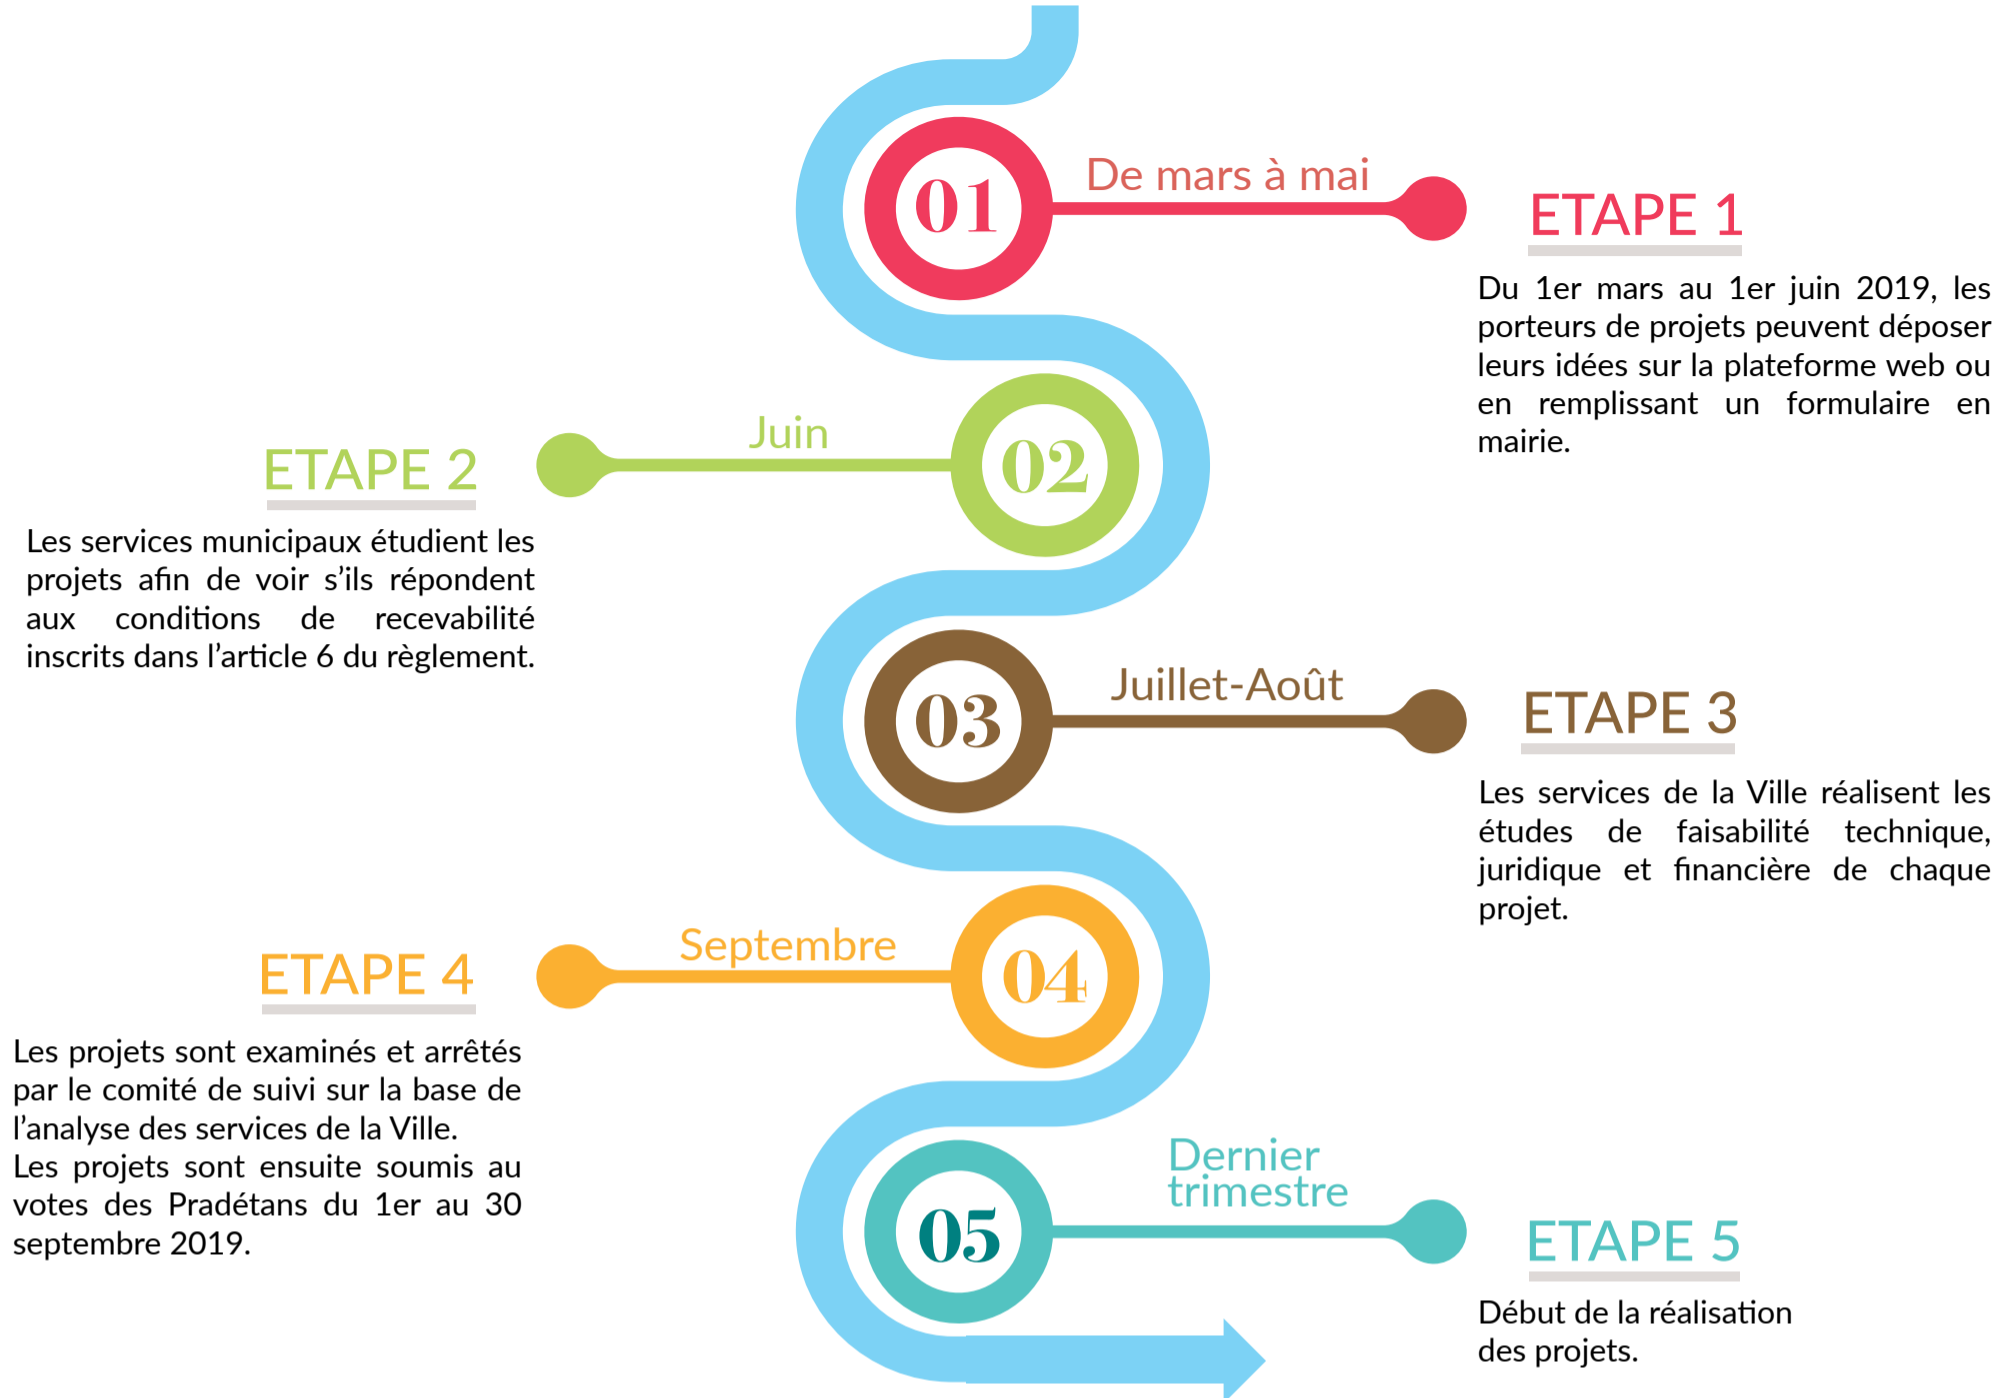 01
De mars à mai
ETAPE 1
Du 1er mars au 1er juin 2019, les
porteurs de projets peuvent déposer
leurs idées sur la plateforme web ou
en remplissant un formulaire en
mairie.
02
Juin
ETAPE 2
Les services municipaux étudient les
projets afin de voir s'ils répondent
aux conditions de recevabilité
inscrits dans l'article 6 du règlement.
03
Juillet-Août
ETAPE 3
Les services de la Ville réalisent les
études de faisabilité technique,
juridique et financière de chaque
projet.
04
Septembre
ETAPE 4
Les projets sont examinés et arrêtés
par le comité de suivi sur la base de
l'analyse des services de la Ville.
Les projets sont ensuite soumis au
votes des Pradétans du 1er au 30
septembre 2019.
05
Dernier
trimestre
ETAPE 5
Début de la réalisation
des projets.